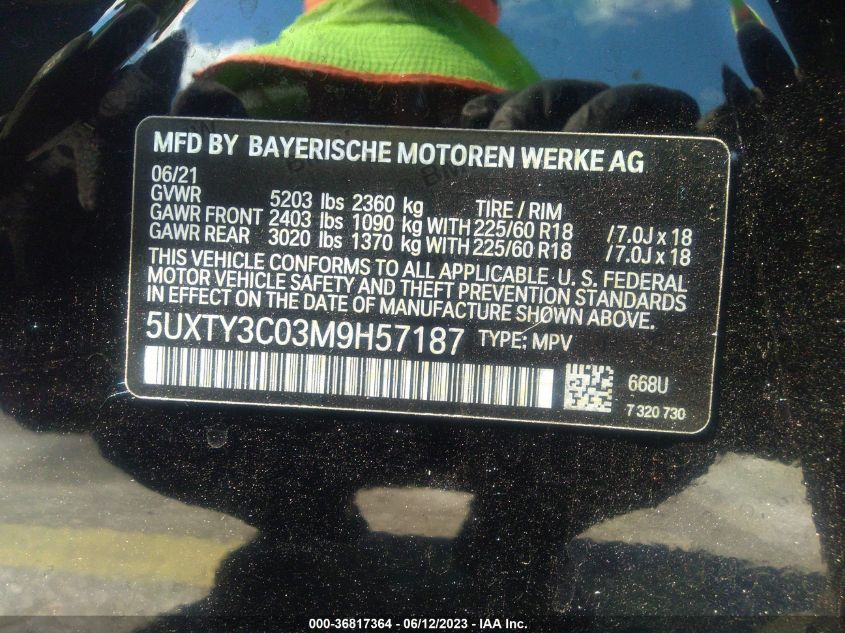 MFD BY BAYERISCHE MOTOREN WERKE AG
06/21
GVWR 5203 lbs 2360 kg TIRE / RIM
GAWR FRONT 2403 lbs 1090 kg WITH 225/60 R18 /7.0J x 18
GAWR REAR 3020 lbs 1370 kg WITH 225/60 R18 /7.0J x 18
THIS VEHICLE CONFORMS TO ALL APPLICABLE U. S. FEDERAL
MOTOR VEHICLE SAFETY AND THEFT PREVENTION STANDARDS
IN EFFECT ON THE DATE OF MANUFACTURE SHOWN ABOVE.
5UXTY3C03M9H57187 TYPE: MPV
668U
7 320 730
000-36817364 - 06/12/2023 - IAA Inc.